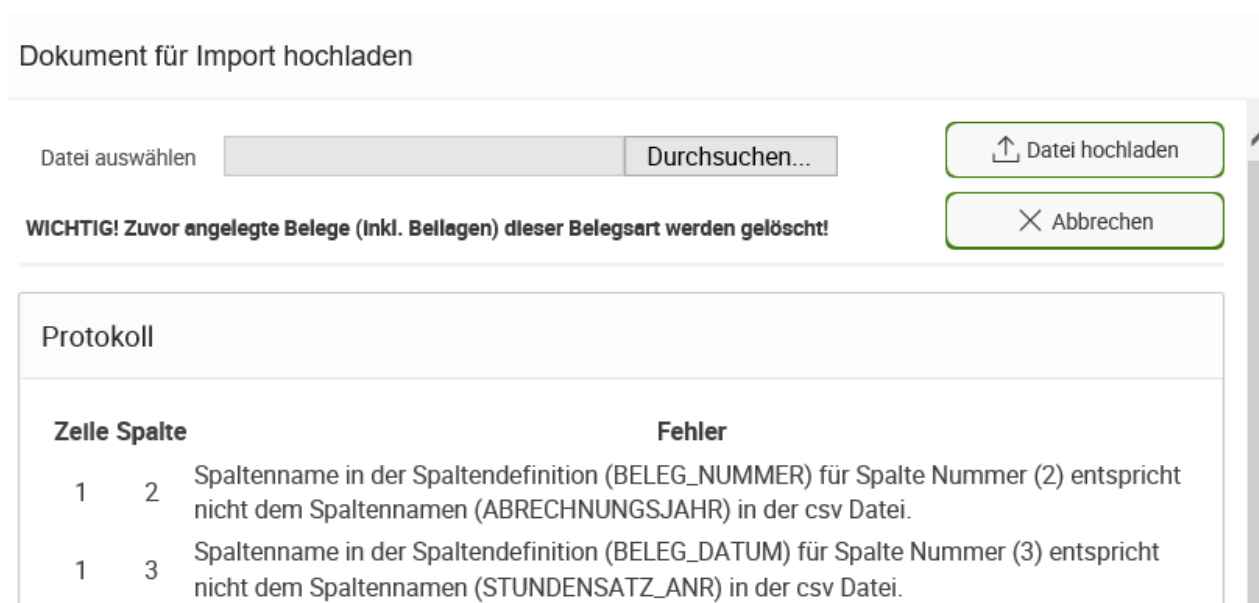 Dokument für Import hochladen
Datei auswählen Durchsuchen... Datei hochladen
WICHTIG! Zuvor angelegte Belege (inkl. Beilagen) dieser Belegsart werden gelöscht! Abbrechen
Protokoll
Zeile Spalte Fehler
1 2 Spaltenname in der Spaltendefinition (BELEG_NUMMER) für Spalte Nummer (2) entspricht
nicht dem Spaltennamen (ABRECHNUNGSJAHR) in der csv Datei.
1 3 Spaltenname in der Spaltendefinition (BELEG_DATUM) für Spalte Nummer (3) entspricht
nicht dem Spaltennamen (STUNDENSATZ_ANR) in der csv Datei.